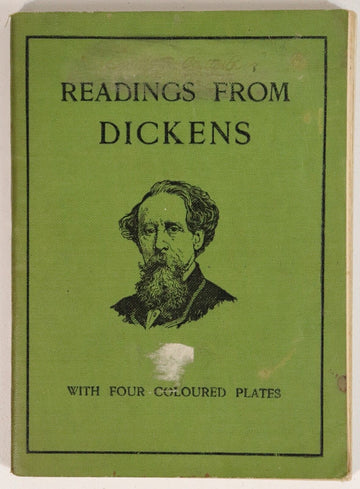 READINGS FROM
DICKENS
WITH FOUR COLOURED PLATES